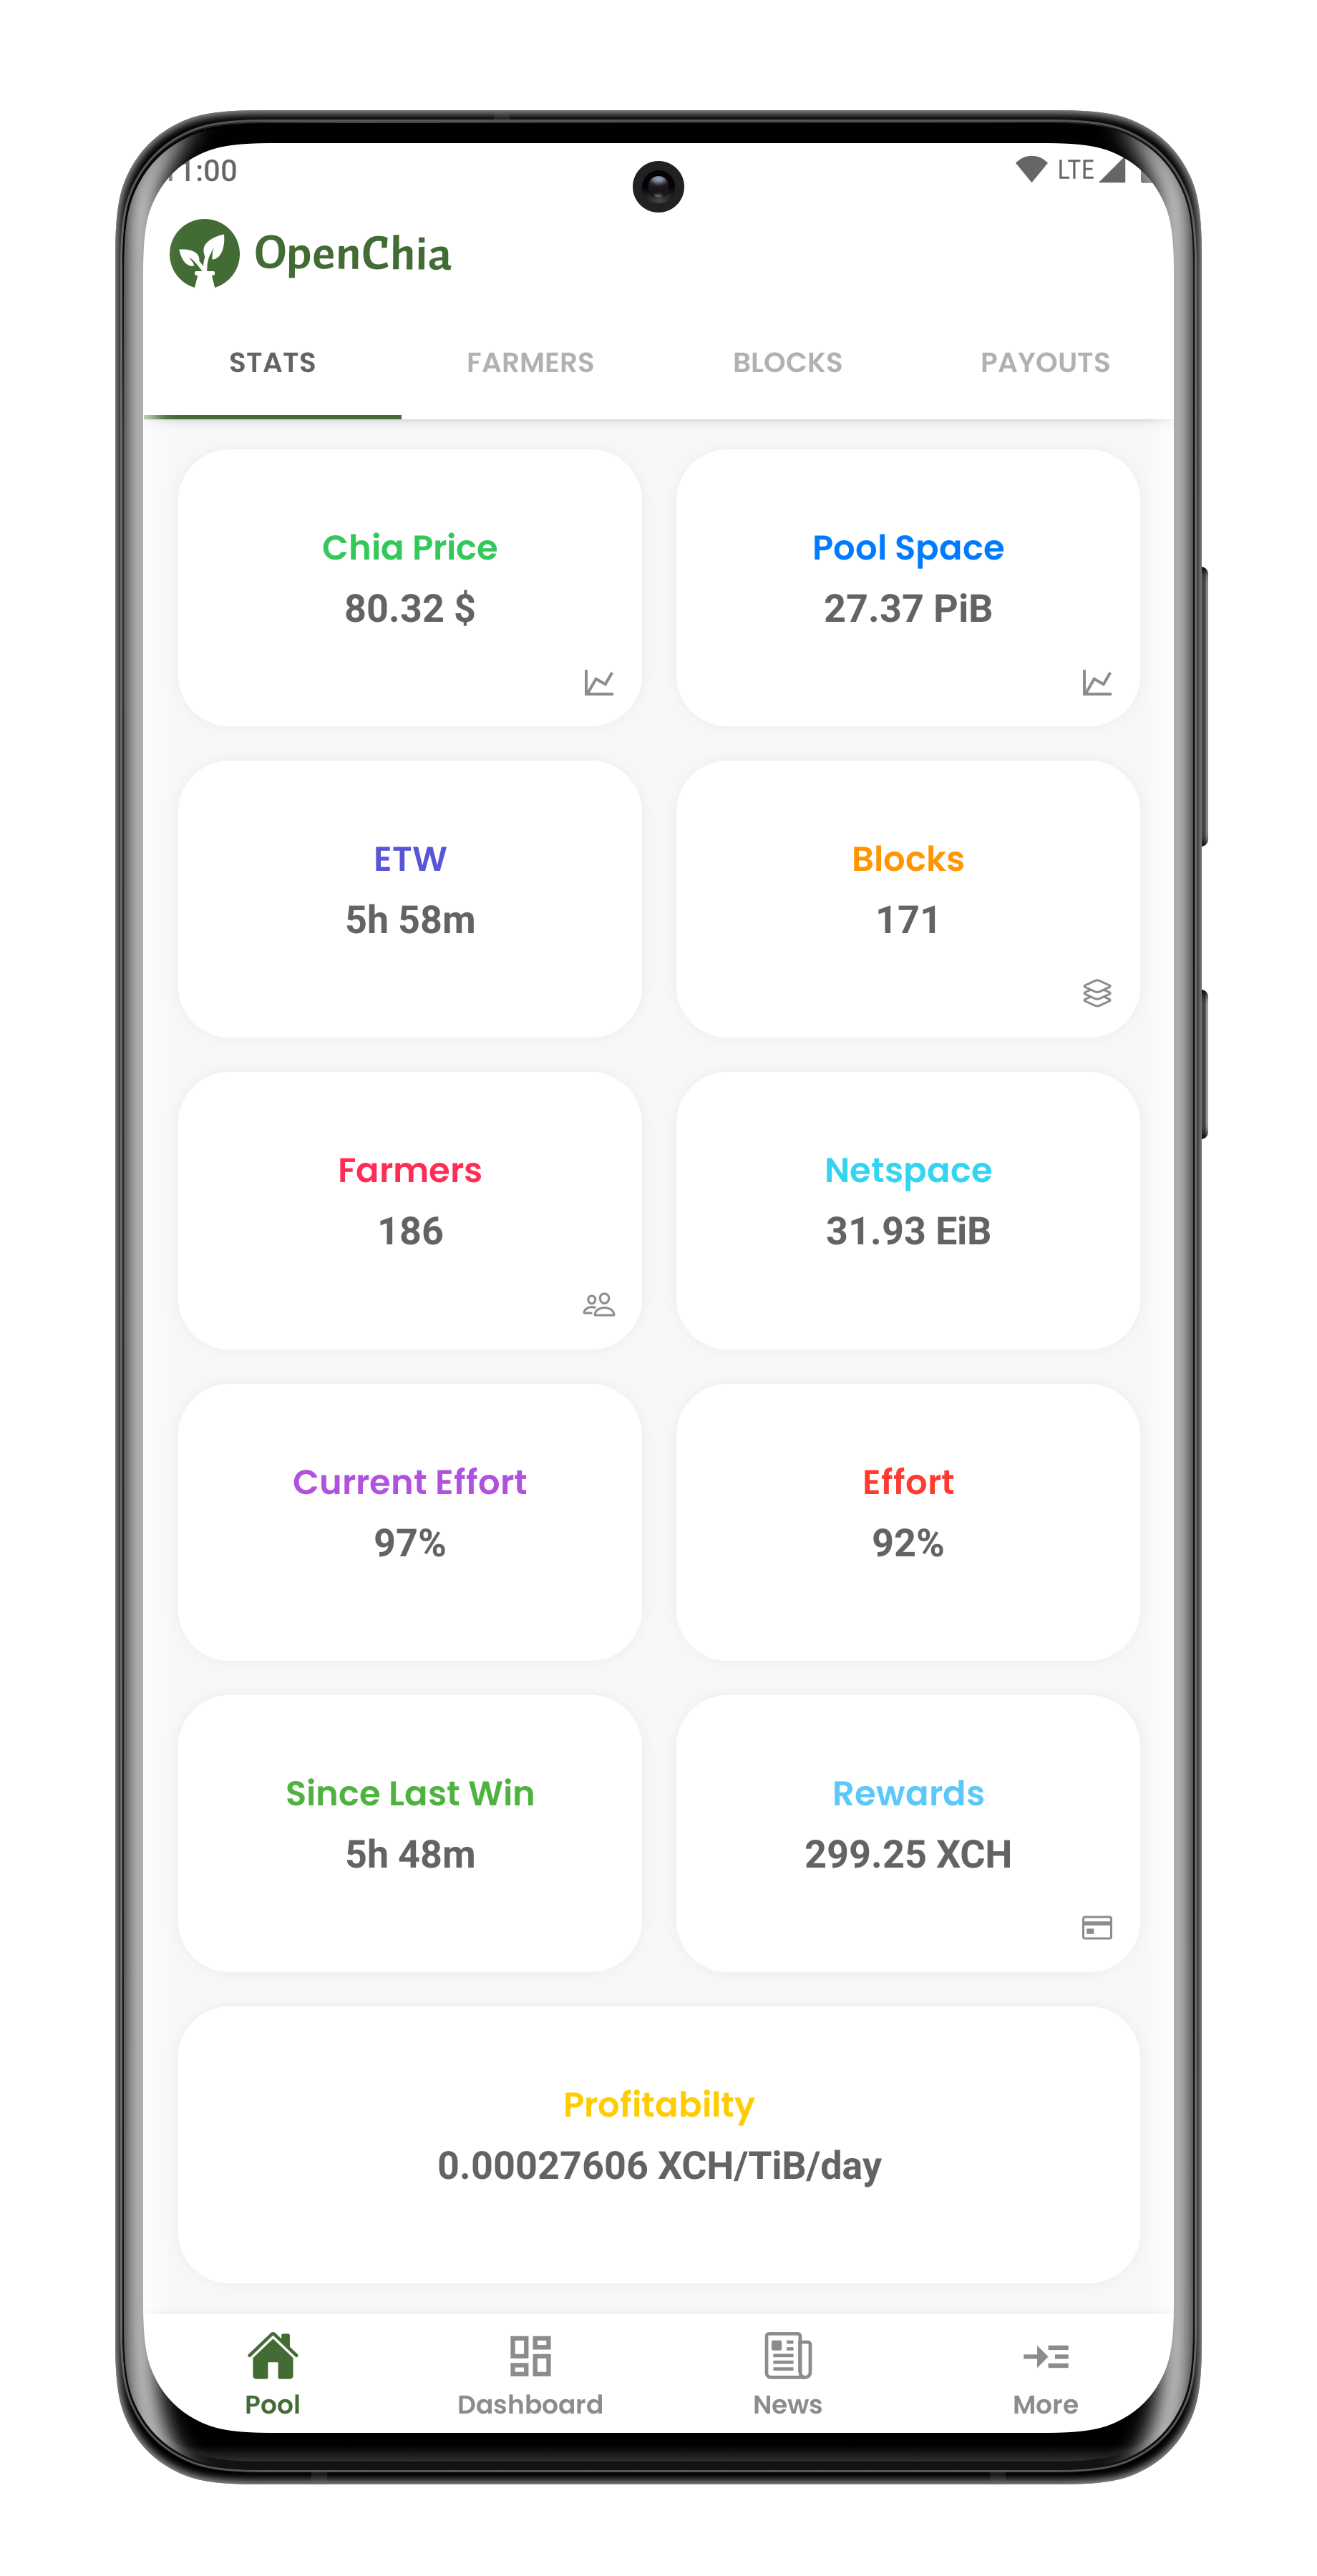 11:00 LTE
OpenChia
STATS FARMERS BLOCKS PAYOUTS
Chia Price Pool Space
80.32 $ 27.37 PiB
ETW Blocks
5h 58m 171
Farmers Netspace
186 31.93 EiB
Current Effort Effort
97% 92%
Since Last Win Rewards
5h 48m 299.25 XCH
Profitabilty
0.00027606 XCH/TiB/day
Pool Dashboard News More